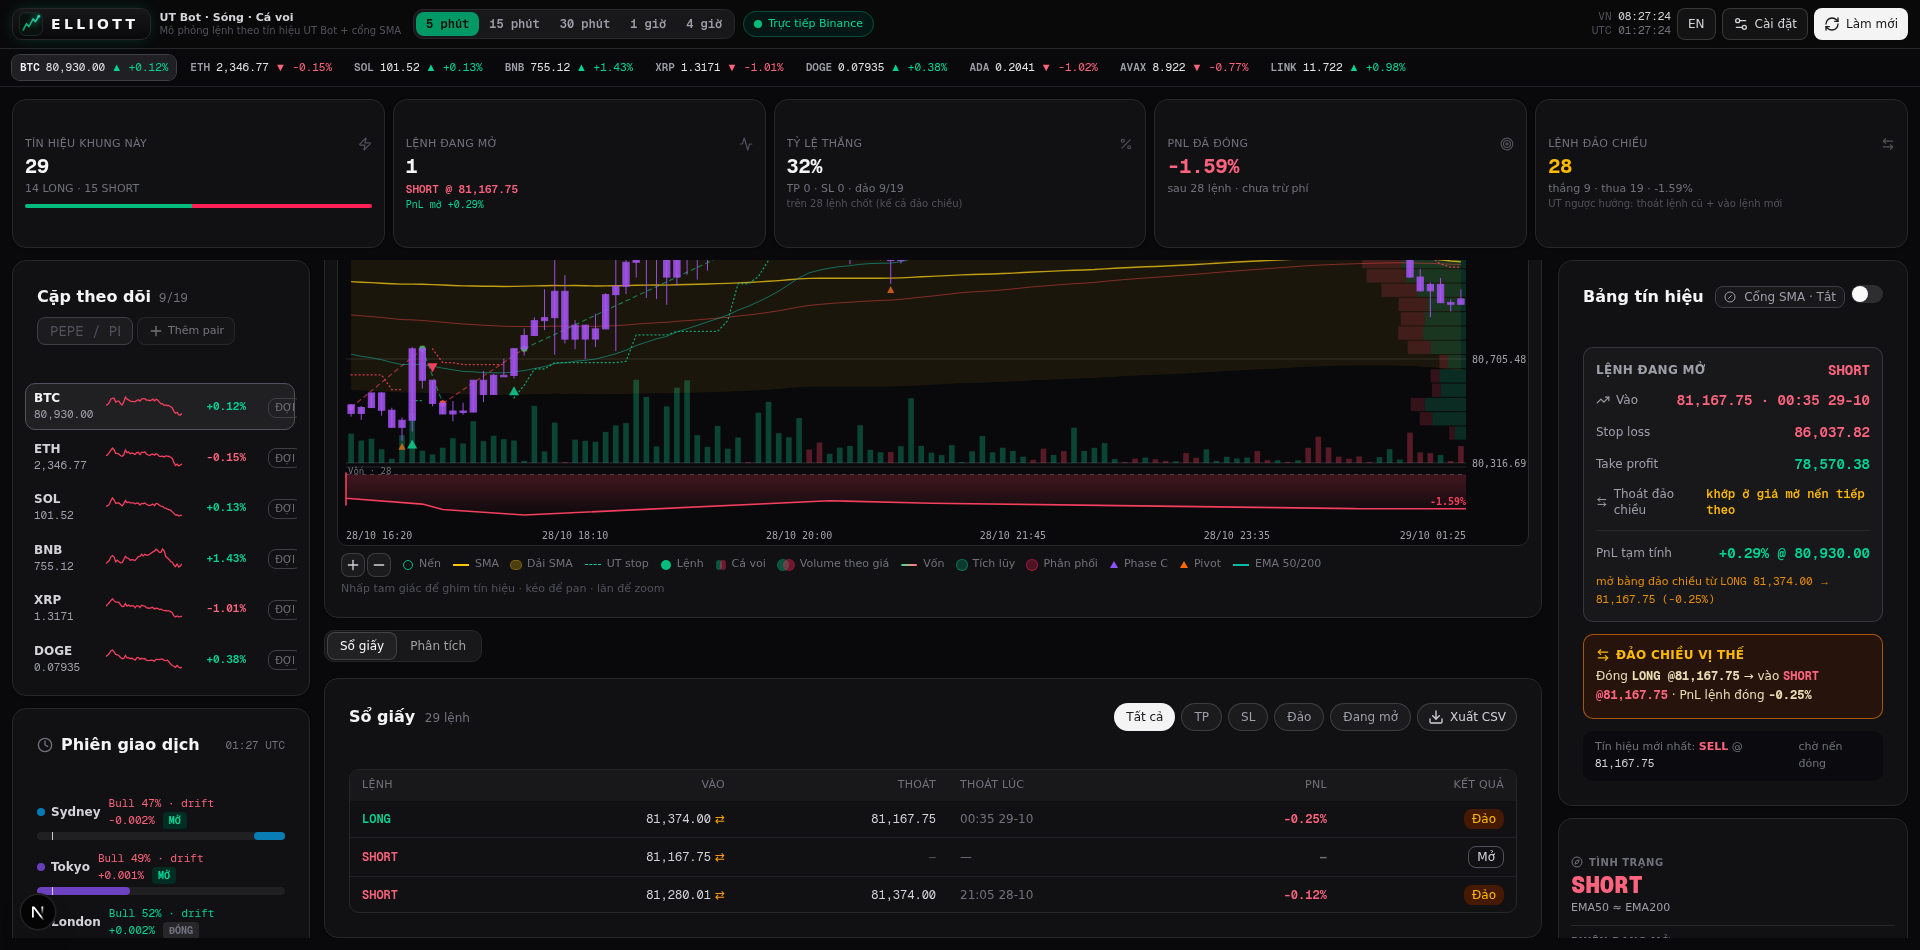 ELLIOTT
UT Bot · Sóng · Cá voi
Mô phỏng lệnh theo tín hiệu UT Bot + cổng SMA
5 phút 15 phút 30 phút 1 giờ 4 giờ
Trực tiếp Binance
VN 08:27:24
UTC 01:27:24
EN
Cài đặt
Làm mới
BTC 80,930.00 ▲ +0.12% ETH 2,346.77 ▼ -0.15% SOL 101.52 ▲ +0.13% BNB 755.12 ▲ +1.43% XRP 1.3171 ▼ -1.01% DOGE 0.07935 ▲ +0.38% ADA 0.2041 ▼ -1.02% AVAX 8.922 ▼ -0.77% LINK 11.722 ▲ +0.98%
TÍN HIỆU KHUNG NÀY
29
14 LONG · 15 SHORT
LỆNH ĐANG MỞ
1
SHORT @ 81,167.75
PnL mở +0.29%
TỶ LỆ THẮNG
32%
TP 0 · SL 0 · đảo 9/19
trên 28 lệnh chốt (kể cả đảo chiều)
PNL ĐÃ ĐÓNG
-1.59%
sau 28 lệnh · chưa trừ phí
LỆNH ĐẢO CHIỀU
28
thắng 9 · thua 19 · -1.59%
UT ngược hướng: thoát lệnh cũ + vào lệnh mới
Cặp theo dõi 9/19
PEPE / PI
Thêm pair
BTC
80,930.00
+0.12%
ĐỢI
ETH
2,346.77
-0.15%
ĐỢI
SOL
101.52
+0.13%
ĐỢI
BNB
755.12
+1.43%
ĐỢI
XRP
1.3171
-1.01%
ĐỢI
DOGE
0.07935
+0.38%
ĐỢI
Phiên giao dịch 01:27 UTC
Sydney Bull 47% · drift -0.002% MỞ
Tokyo Bull 49% · drift +0.001% MỞ
London Bull 52% · drift +0.002% ĐÓNG
N
80,705.48
80,316.69
Vốn · 28
-1.59%
28/10 16:20 28/10 18:10 28/10 20:00 28/10 21:45 28/10 23:35 29/10 01:25
+ −
Nến SMA Dải SMA UT stop Lệnh Cá voi Volume theo giá Vốn Tích lũy Phân phối Phase C Pivot EMA 50/200
Nhấp tam giác để ghim tín hiệu · kéo để pan · lăn để zoom
Sổ giấy Phân tích
Sổ giấy 29 lệnh
Tất cả TP SL Đảo Đang mở Xuất CSV
LỆNH VÀO THOÁT THOÁT LÚC PNL KẾT QUẢ
LONG 81,374.00 ⇄ 81,167.75 00:35 29-10 -0.25% Đảo
SHORT 81,167.75 ⇄ — — — Mở
SHORT 81,280.01 ⇄ 81,374.00 21:05 28-10 -0.12% Đảo
Bảng tín hiệu
Cổng SMA · Tắt
LỆNH ĐANG MỞ SHORT
Vào 81,167.75 · 00:35 29-10
Stop loss 86,037.82
Take profit 78,570.38
Thoát đảo chiều khớp ở giá mở nến tiếp theo
PnL tạm tính +0.29% @ 80,930.00
mở bằng đảo chiều từ LONG 81,374.00 →
81,167.75 (-0.25%)
ĐẢO CHIỀU VỊ THẾ
Đóng LONG @81,167.75 → vào SHORT
@81,167.75 · PnL lệnh đóng -0.25%
Tín hiệu mới nhất: SELL @ 81,167.75
chờ nến đóng
TÌNH TRẠNG
SHORT
EMA50 ≈ EMA200